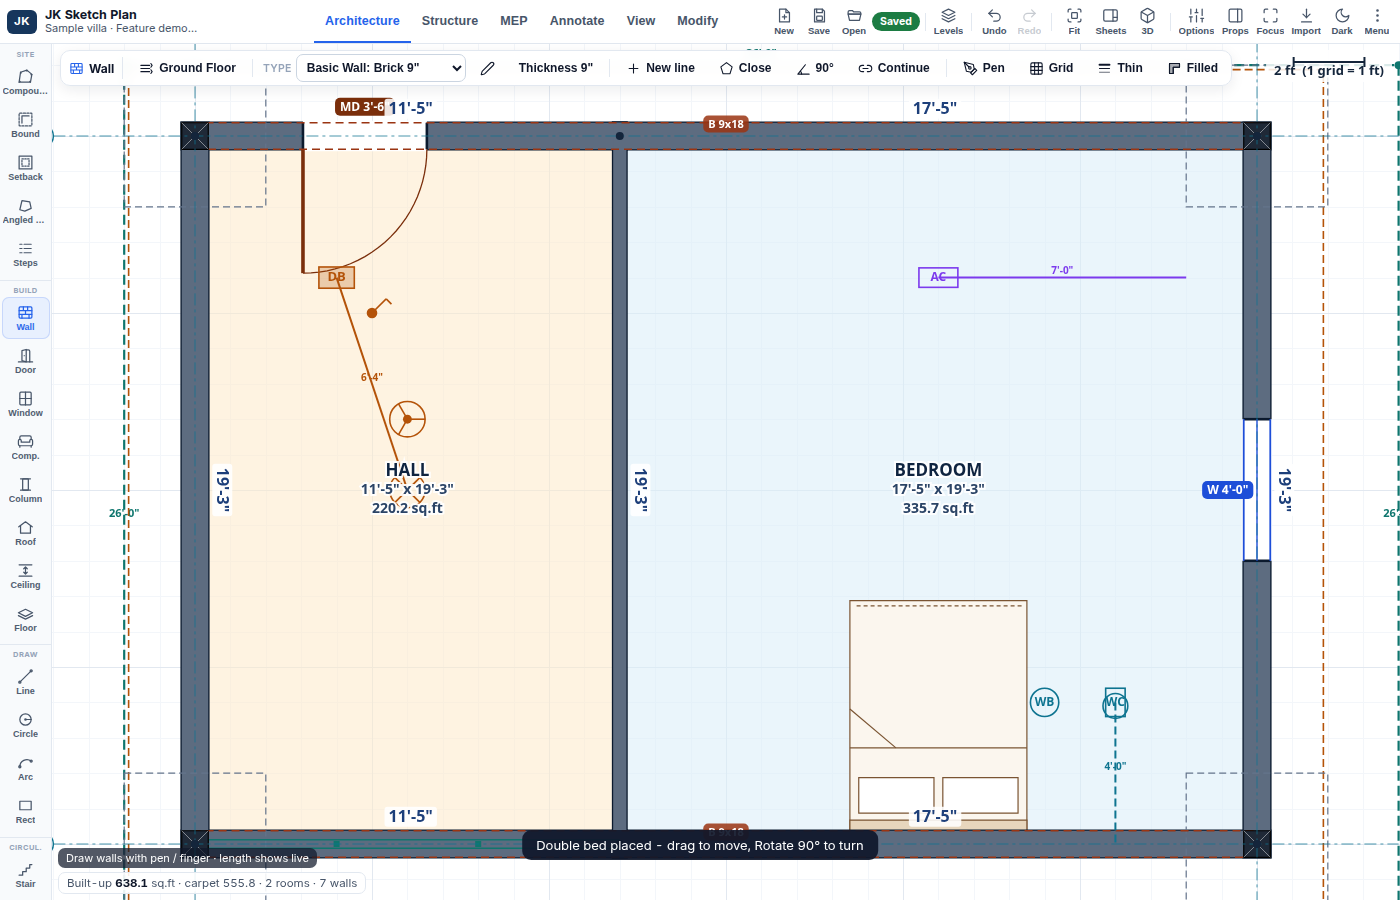 JK
JK Sketch Plan
Sample villa · Feature demo...
Architecture
Structure
MEP
Annotate
View
Modify
New
Save
Open
Saved
Levels
Undo
Redo
Fit
Sheets
3D
Options
Props
Focus
Import
Dark
Menu
Wall
Ground Floor
TYPE
Basic Wall: Brick 9"
Thickness 9"
New line
Close
90°
Continue
Pen
Grid
Thin
Filled
2 ft (1 grid = 1 ft)
SITE
Compou...
Bound
Setback
Angled ...
Steps
BUILD
Wall
Door
Window
Comp.
Column
Roof
Ceiling
Floor
DRAW
Line
Circle
Arc
Rect
CIRCUL.
Stair
MD 3'-6
11'-5"
B 9x18
17'-5"
DB
6'-4"
AC
7'-0"
HALL
11'-5" x 19'-3"
220.2 sq.ft
BEDROOM
17'-5" x 19'-3"
335.7 sq.ft
19'-3"
19'-3"
19'-3"
W 4'-0"
26'-0"
26'
WB
WC
4'-0"
11'-5"
17'-5"
B 9x18
Double bed placed - drag to move, Rotate 90° to turn
Draw walls with pen / finger · length shows live
Built-up 638.1 sq.ft · carpet 555.8 · 2 rooms · 7 walls